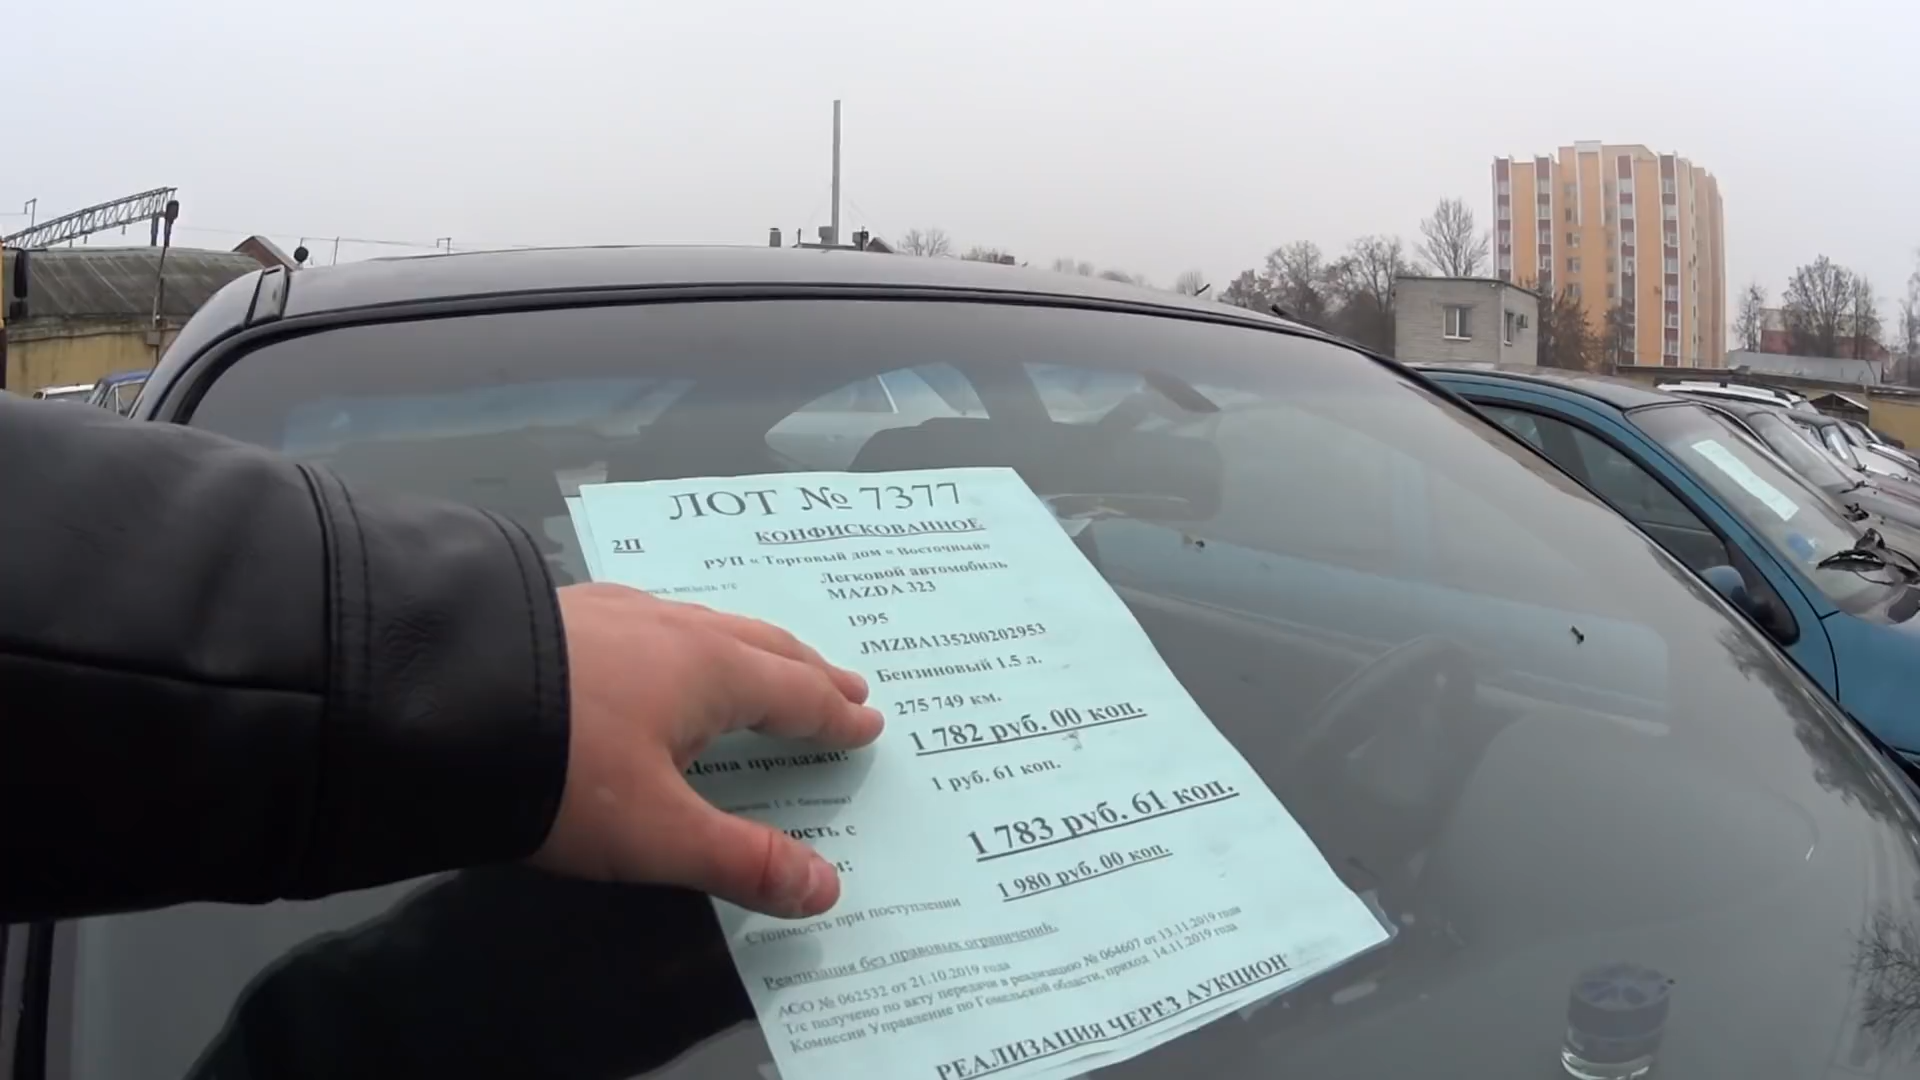 ЛОТ № 7377
КОНФИСКОВАННОЕ
2П
РУП « Торговый дом « Восточный»
модель т/с
Легковой автомобиль
MAZDA 323
1995
JMZBA135200202953
Бензиновый 1.5 л.
275 749 км.
Цена продажи: 1 782 руб. 00 коп.
1 л. бензина) 1 руб. 61 коп.
ость с
и: 1 783 руб. 61 коп.
Стоимость при поступлении 1 980 руб. 00 коп.
Реализация без правовых ограничений.
АСО № 062532 от 21.10.2019 года
Т/с получено по акту передачи в реализацию № 064607 от 13.11.2019 года
Комиссии Управление по Гомельской области, приход 14.11.2019 года
РЕАЛИЗАЦИЯ ЧЕРЕЗ АУКЦИОН